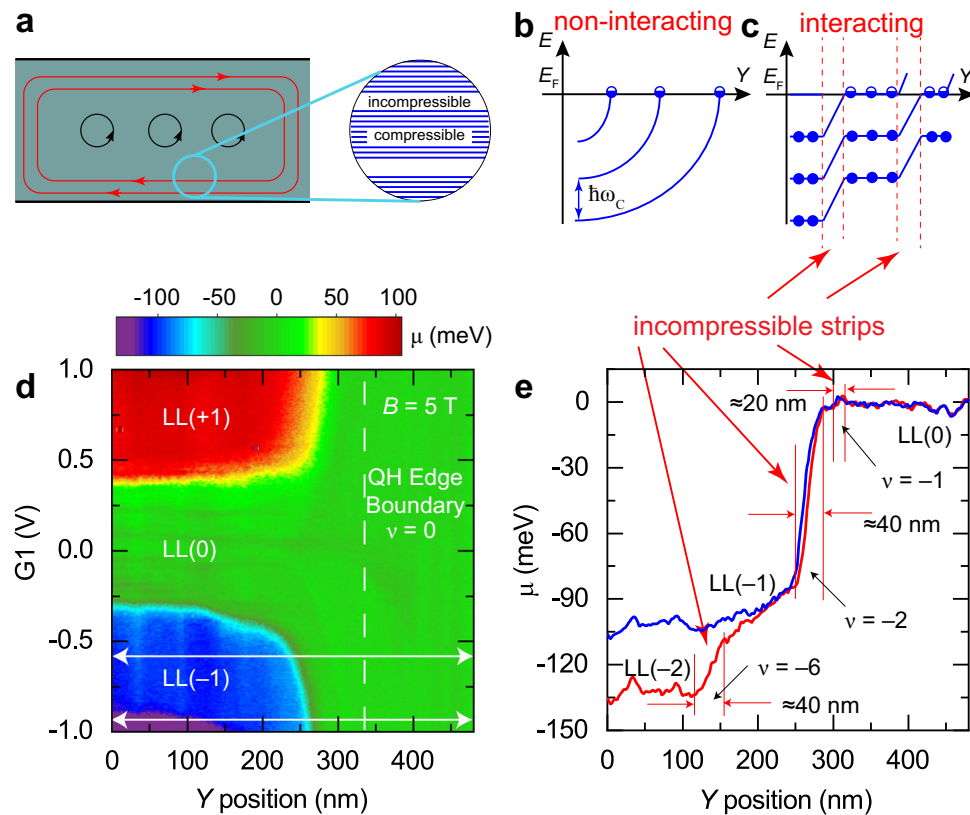 a
incompressible
compressible
b
non-interacting
E
E_F
Y
ħω_C
c
interacting
E
E_F
Y
incompressible strips
-100
-50
0
50
100
μ (meV)
d
LL(+1)
B = 5 T
QH Edge
Boundary
ν = 0
LL(0)
LL(−1)
1.0
0.5
0.0
-0.5
-1.0
G1 (V)
0
100
200
300
400
Y position (nm)
e
≈20 nm
LL(0)
ν = −1
≈40 nm
LL(−1)
ν = −2
LL(−2)
ν = −6
≈40 nm
0
-30
-60
-90
-120
-150
μ (meV)
0
100
200
300
400
Y position (nm)